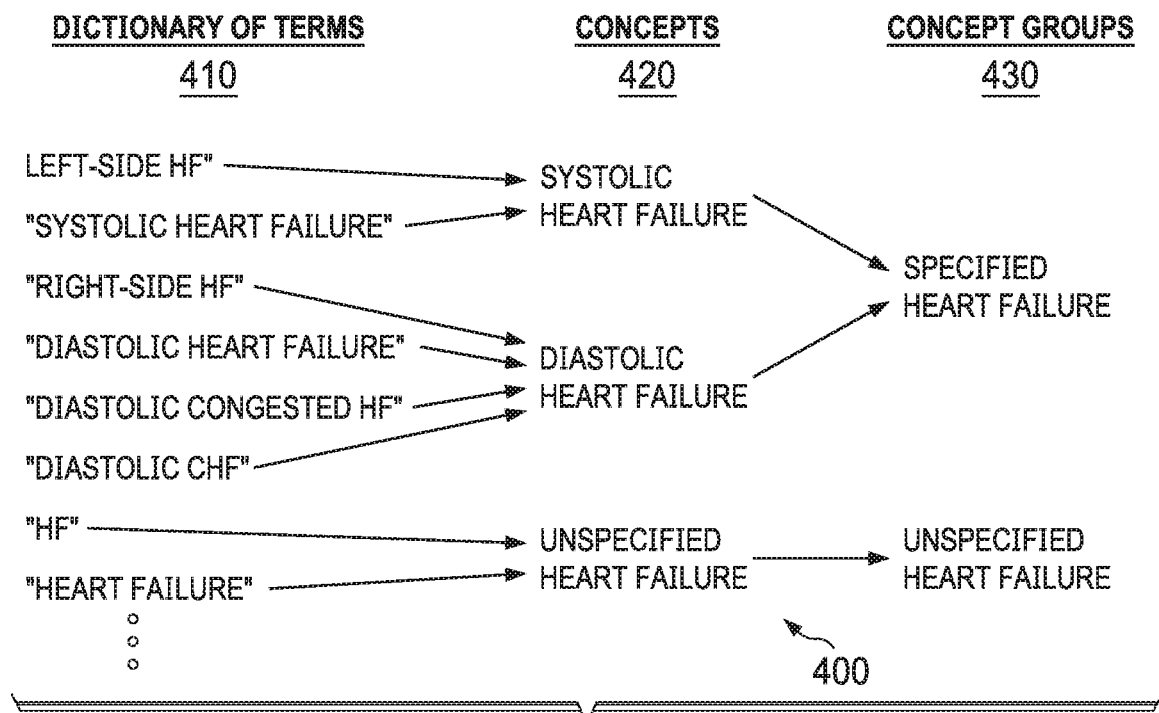 DICTIONARY OF TERMS
410
CONCEPTS
420
CONCEPT GROUPS
430
LEFT-SIDE HF"
"SYSTOLIC HEART FAILURE"
"RIGHT-SIDE HF"
"DIASTOLIC HEART FAILURE"
"DIASTOLIC CONGESTED HF"
"DIASTOLIC CHF"
"HF"
"HEART FAILURE"
SYSTOLIC
HEART FAILURE
DIASTOLIC
HEART FAILURE
UNSPECIFIED
HEART FAILURE
SPECIFIED
HEART FAILURE
UNSPECIFIED
HEART FAILURE
400